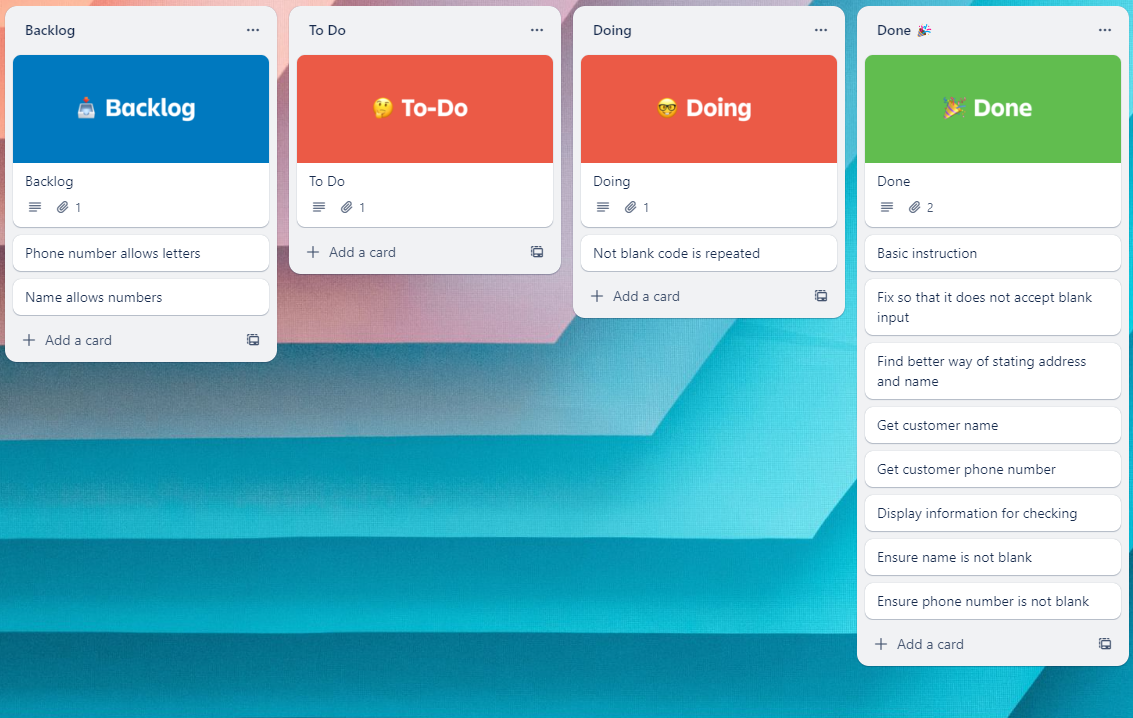 Backlog
📥 Backlog
Backlog
1
Phone number allows letters
Name allows numbers
+ Add a card
To Do
🤔 To-Do
To Do
1
+ Add a card
Doing
🤓 Doing
Doing
1
Not blank code is repeated
+ Add a card
Done 🎉
🎉 Done
Done
2
Basic instruction
Fix so that it does not accept blank
input
Find better way of stating address
and name
Get customer name
Get customer phone number
Display information for checking
Ensure name is not blank
Ensure phone number is not blank
+ Add a card